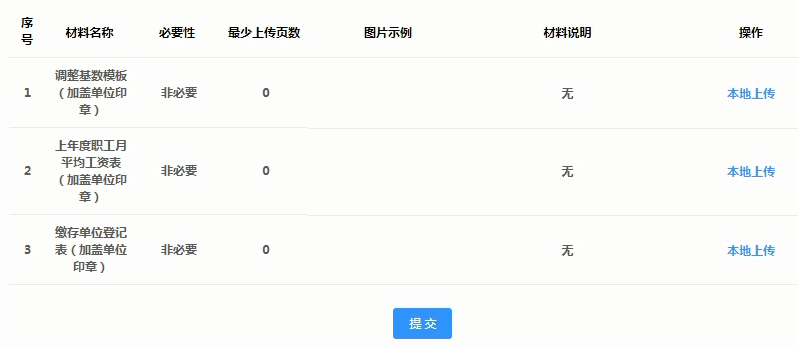 序
号
材料名称
必要性
最少上传页数
图片示例
材料说明
操作
1
调整基数模板
（加盖单位印
章）
非必要
0
无
本地上传
2
上年度职工月
平均工资表
（加盖单位印
章）
非必要
0
无
本地上传
3
缴存单位登记
表（加盖单位
印章）
非必要
0
无
本地上传
提交